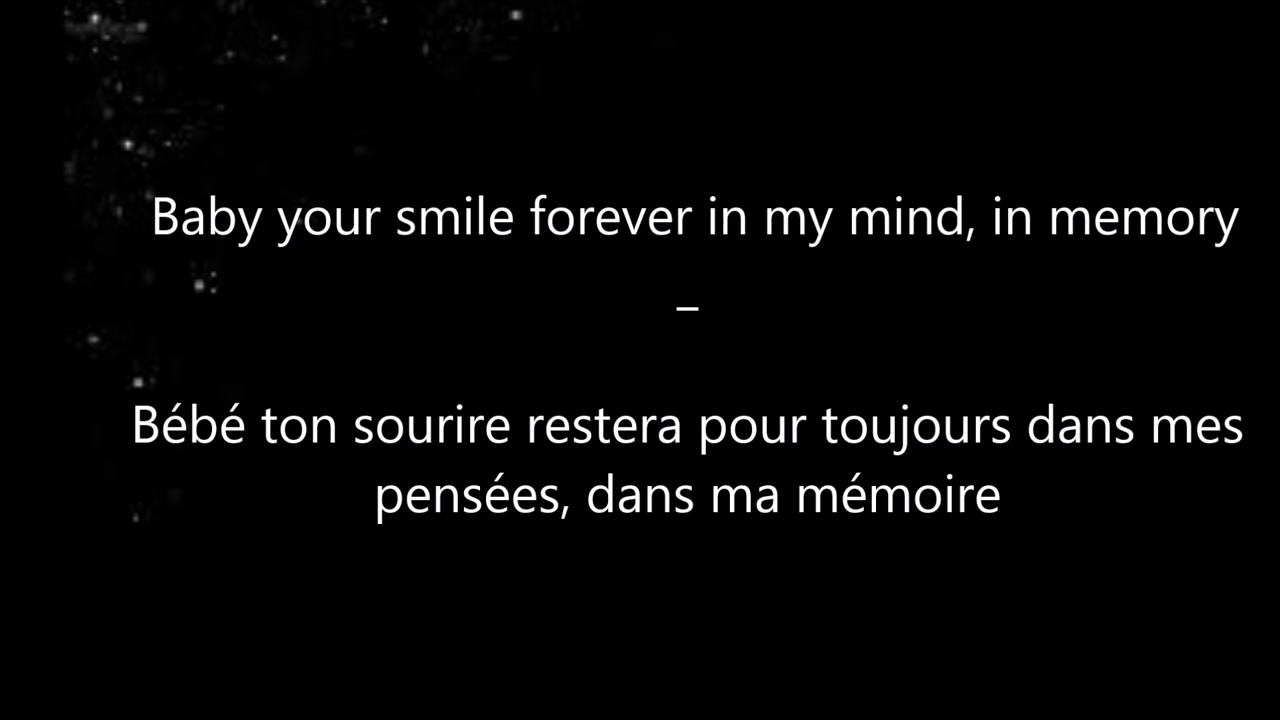 Baby your smile forever in my mind, in memory
–
Bébé ton sourire restera pour toujours dans mes
pensées, dans ma mémoire